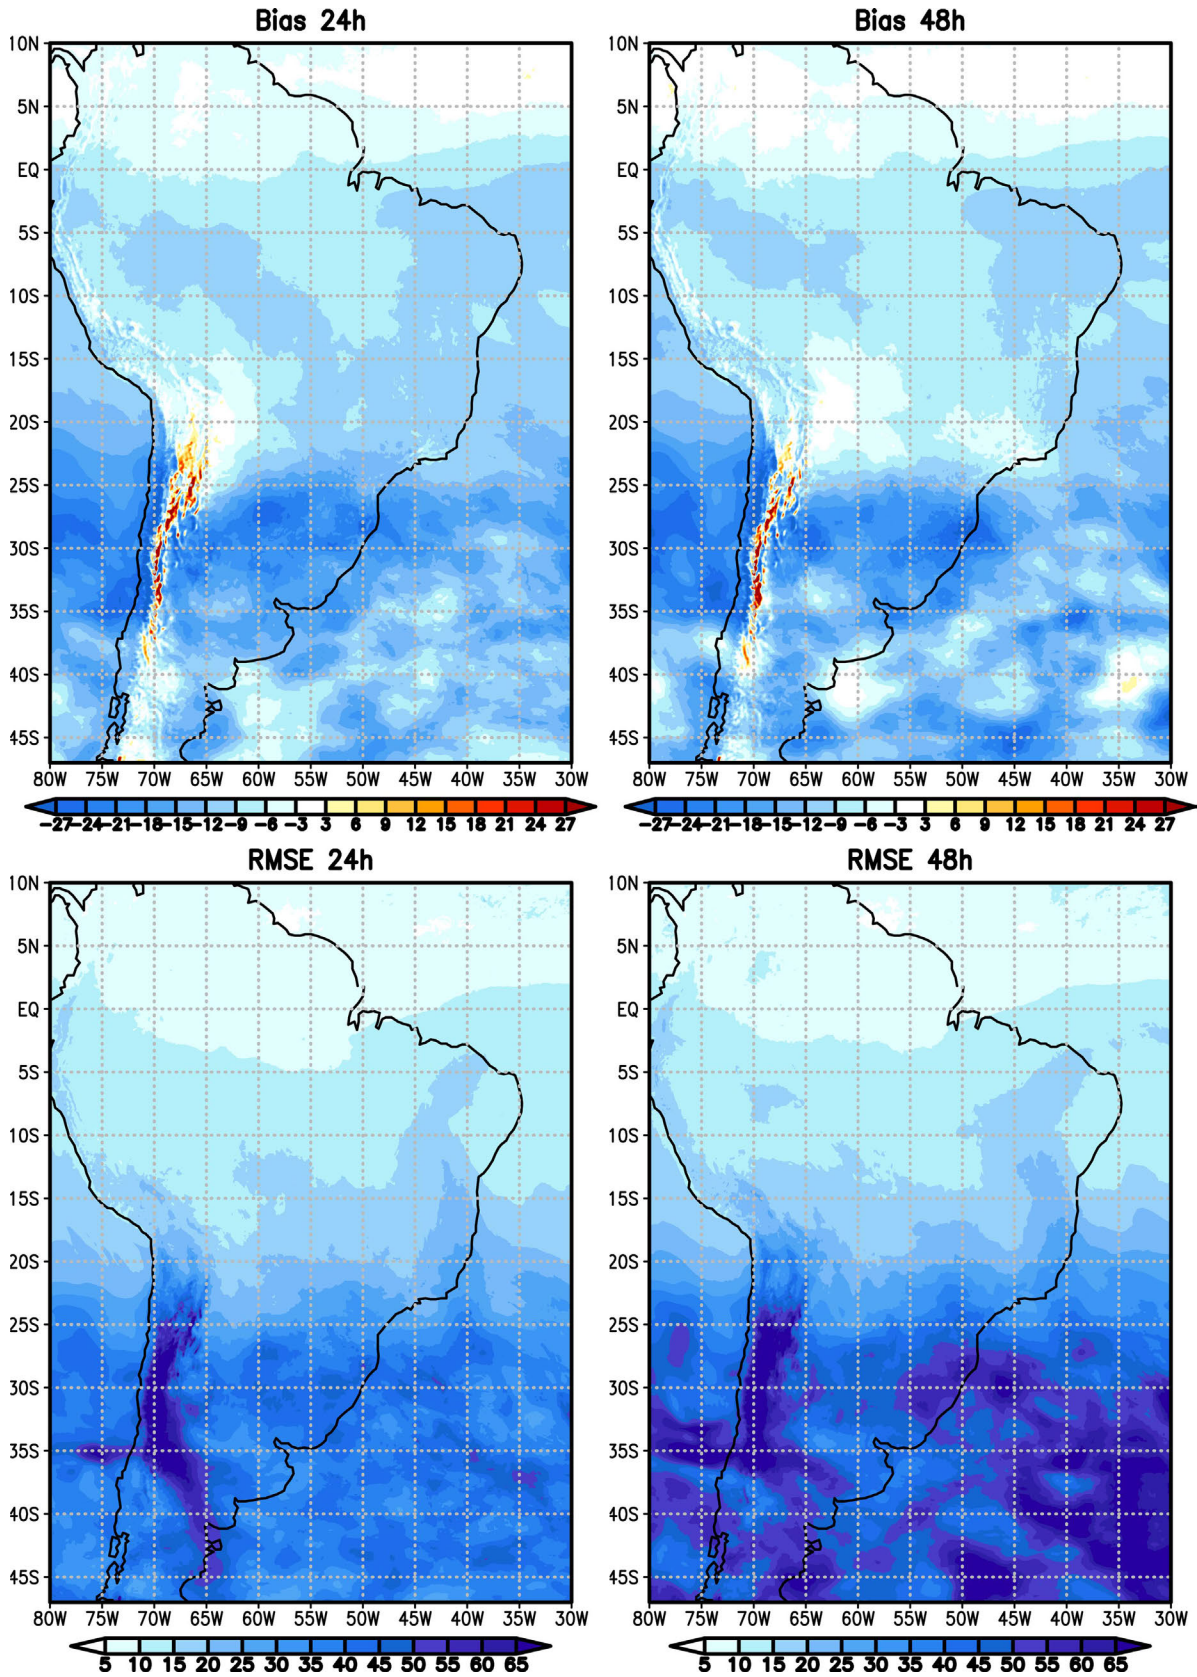 Bias 24h
Bias 48h
10N
5N
EQ
5S
10S
15S
20S
25S
30S
35S
40S
45S
80W 75W 70W 65W 60W 55W 50W 45W 40W 35W 30W
-27 -24 -21 -18 -15 -12 -9 -6 -3 3 6 9 12 15 18 21 24 27
10N
5N
EQ
5S
10S
15S
20S
25S
30S
35S
40S
45S
80W 75W 70W 65W 60W 55W 50W 45W 40W 35W 30W
-27 -24 -21 -18 -15 -12 -9 -6 -3 3 6 9 12 15 18 21 24 27
RMSE 24h
RMSE 48h
10N
5N
EQ
5S
10S
15S
20S
25S
30S
35S
40S
45S
80W 75W 70W 65W 60W 55W 50W 45W 40W 35W 30W
5 10 15 20 25 30 35 40 45 50 55 60 65
10N
5N
EQ
5S
10S
15S
20S
25S
30S
35S
40S
45S
80W 75W 70W 65W 60W 55W 50W 45W 40W 35W 30W
5 10 15 20 25 30 35 40 45 50 55 60 65